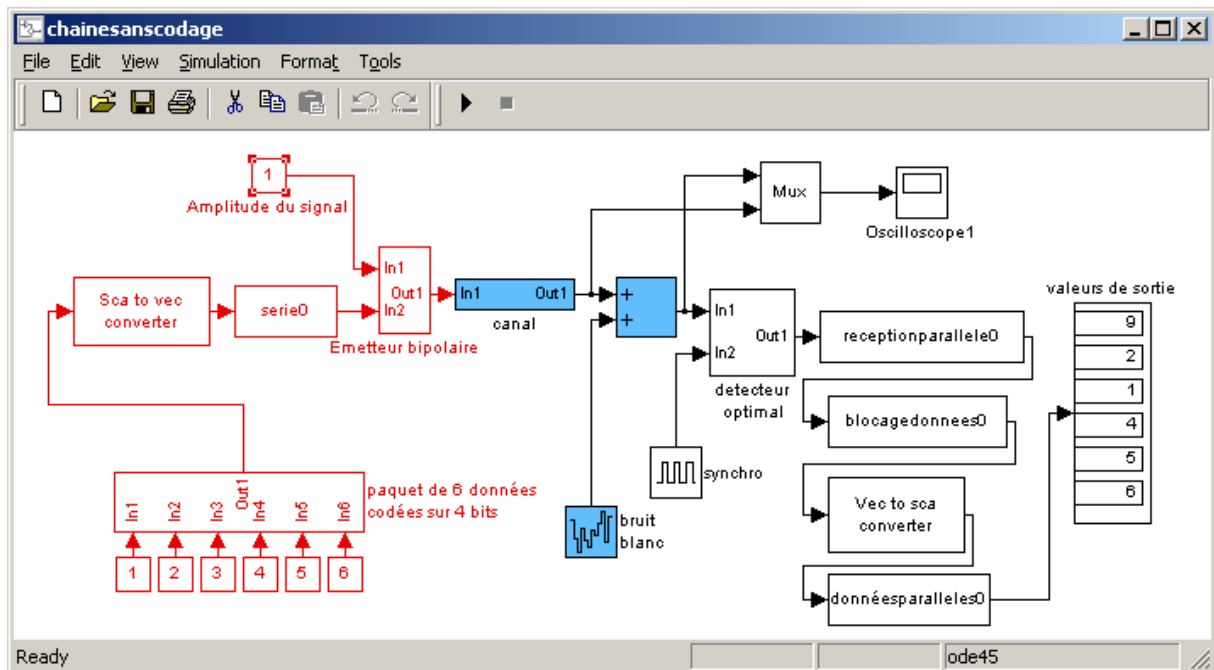 chainesanscodage
File Edit View Simulation Format Tools
1
Amplitude du signal
Sca to vec
converter
serie0
In1
Out1
In2
Emetteur bipolaire
In1 Out1
canal
+
+
Mux
Oscilloscope1
In1
Out1
In2
detecteur
optimal
synchro
bruit
blanc
receptionparallele0
blocagedonnees0
Vec to sca
converter
donnéesparalleles0
valeurs de sortie
9
2
1
4
5
6
Out1
In1 In2 In3 In4 In5 In6
paquet de 6 données
codées sur 4 bits
1 2 3 4 5 6
Ready
ode45